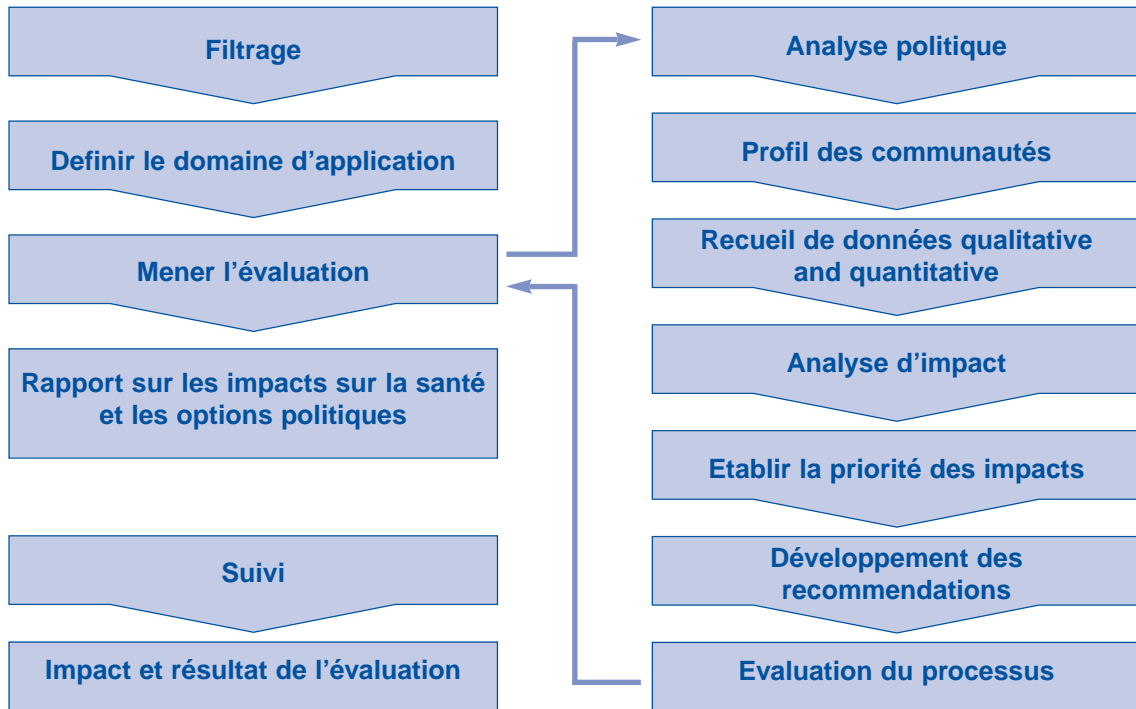 Filtrage
Definir le domaine d’application
Mener l’évaluation
Rapport sur les impacts sur la santé
et les options politiques
Suivi
Impact et résultat de l’évaluation
Analyse politique
Profil des communautés
Recueil de données qualitative
and quantitative
Analyse d’impact
Etablir la priorité des impacts
Développement des
recommendations
Evaluation du processus